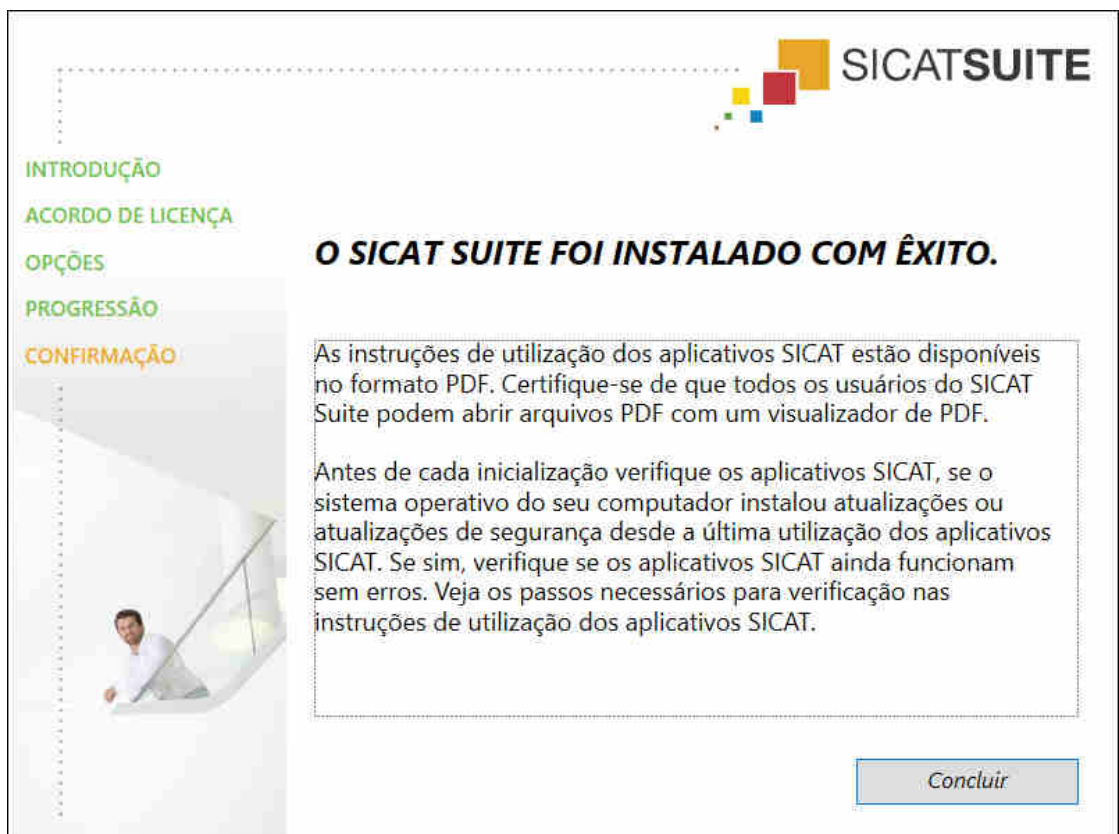 SICATSUITE
INTRODUÇÃO
ACORDO DE LICENÇA
OPÇÕES
PROGRESSÃO
CONFIRMAÇÃO
O SICAT SUITE FOI INSTALADO COM ÊXITO.
As instruções de utilização dos aplicativos SICAT estão disponíveis
no formato PDF. Certifique-se de que todos os usuários do SICAT
Suite podem abrir arquivos PDF com um visualizador de PDF.
Antes de cada inicialização verifique os aplicativos SICAT, se o
sistema operativo do seu computador instalou atualizações ou
atualizações de segurança desde a última utilização dos aplicativos
SICAT. Se sim, verifique se os aplicativos SICAT ainda funcionam
sem erros. Veja os passos necessários para verificação nas
instruções de utilização dos aplicativos SICAT.
Concluir